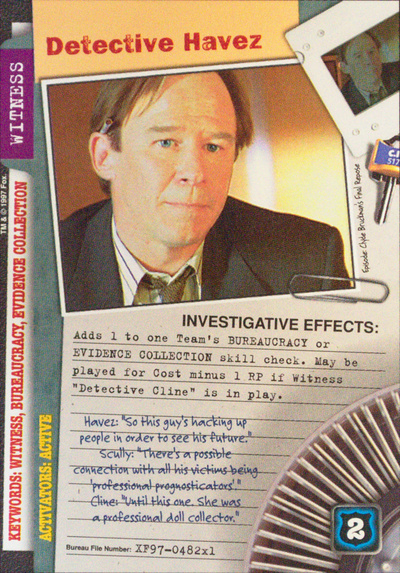 Detective Havez
WITNESS
TM & © 1997 Fox.
KEYWORDS: WITNESS, BUREAUCRACY, EVIDENCE COLLECTION
ACTIVATORS: ACTIVE
517
Episode: Clyde Bruckman's Final Repose
INVESTIGATIVE EFFECTS:
Adds 1 to one Team's BUREAUCRACY or
EVIDENCE COLLECTION skill check. May be
played for Cost minus 1 RP if Witness
"Detective Cline" is in play.
Havez: "So this guy's hacking up
people in order to see his future."
Scully: "There's a possible
connection with all his victims being
'professional prognosticators'."
Cline: "Until this one. She was
a professional doll collector."
2
Bureau File Number: XF97-0482x1